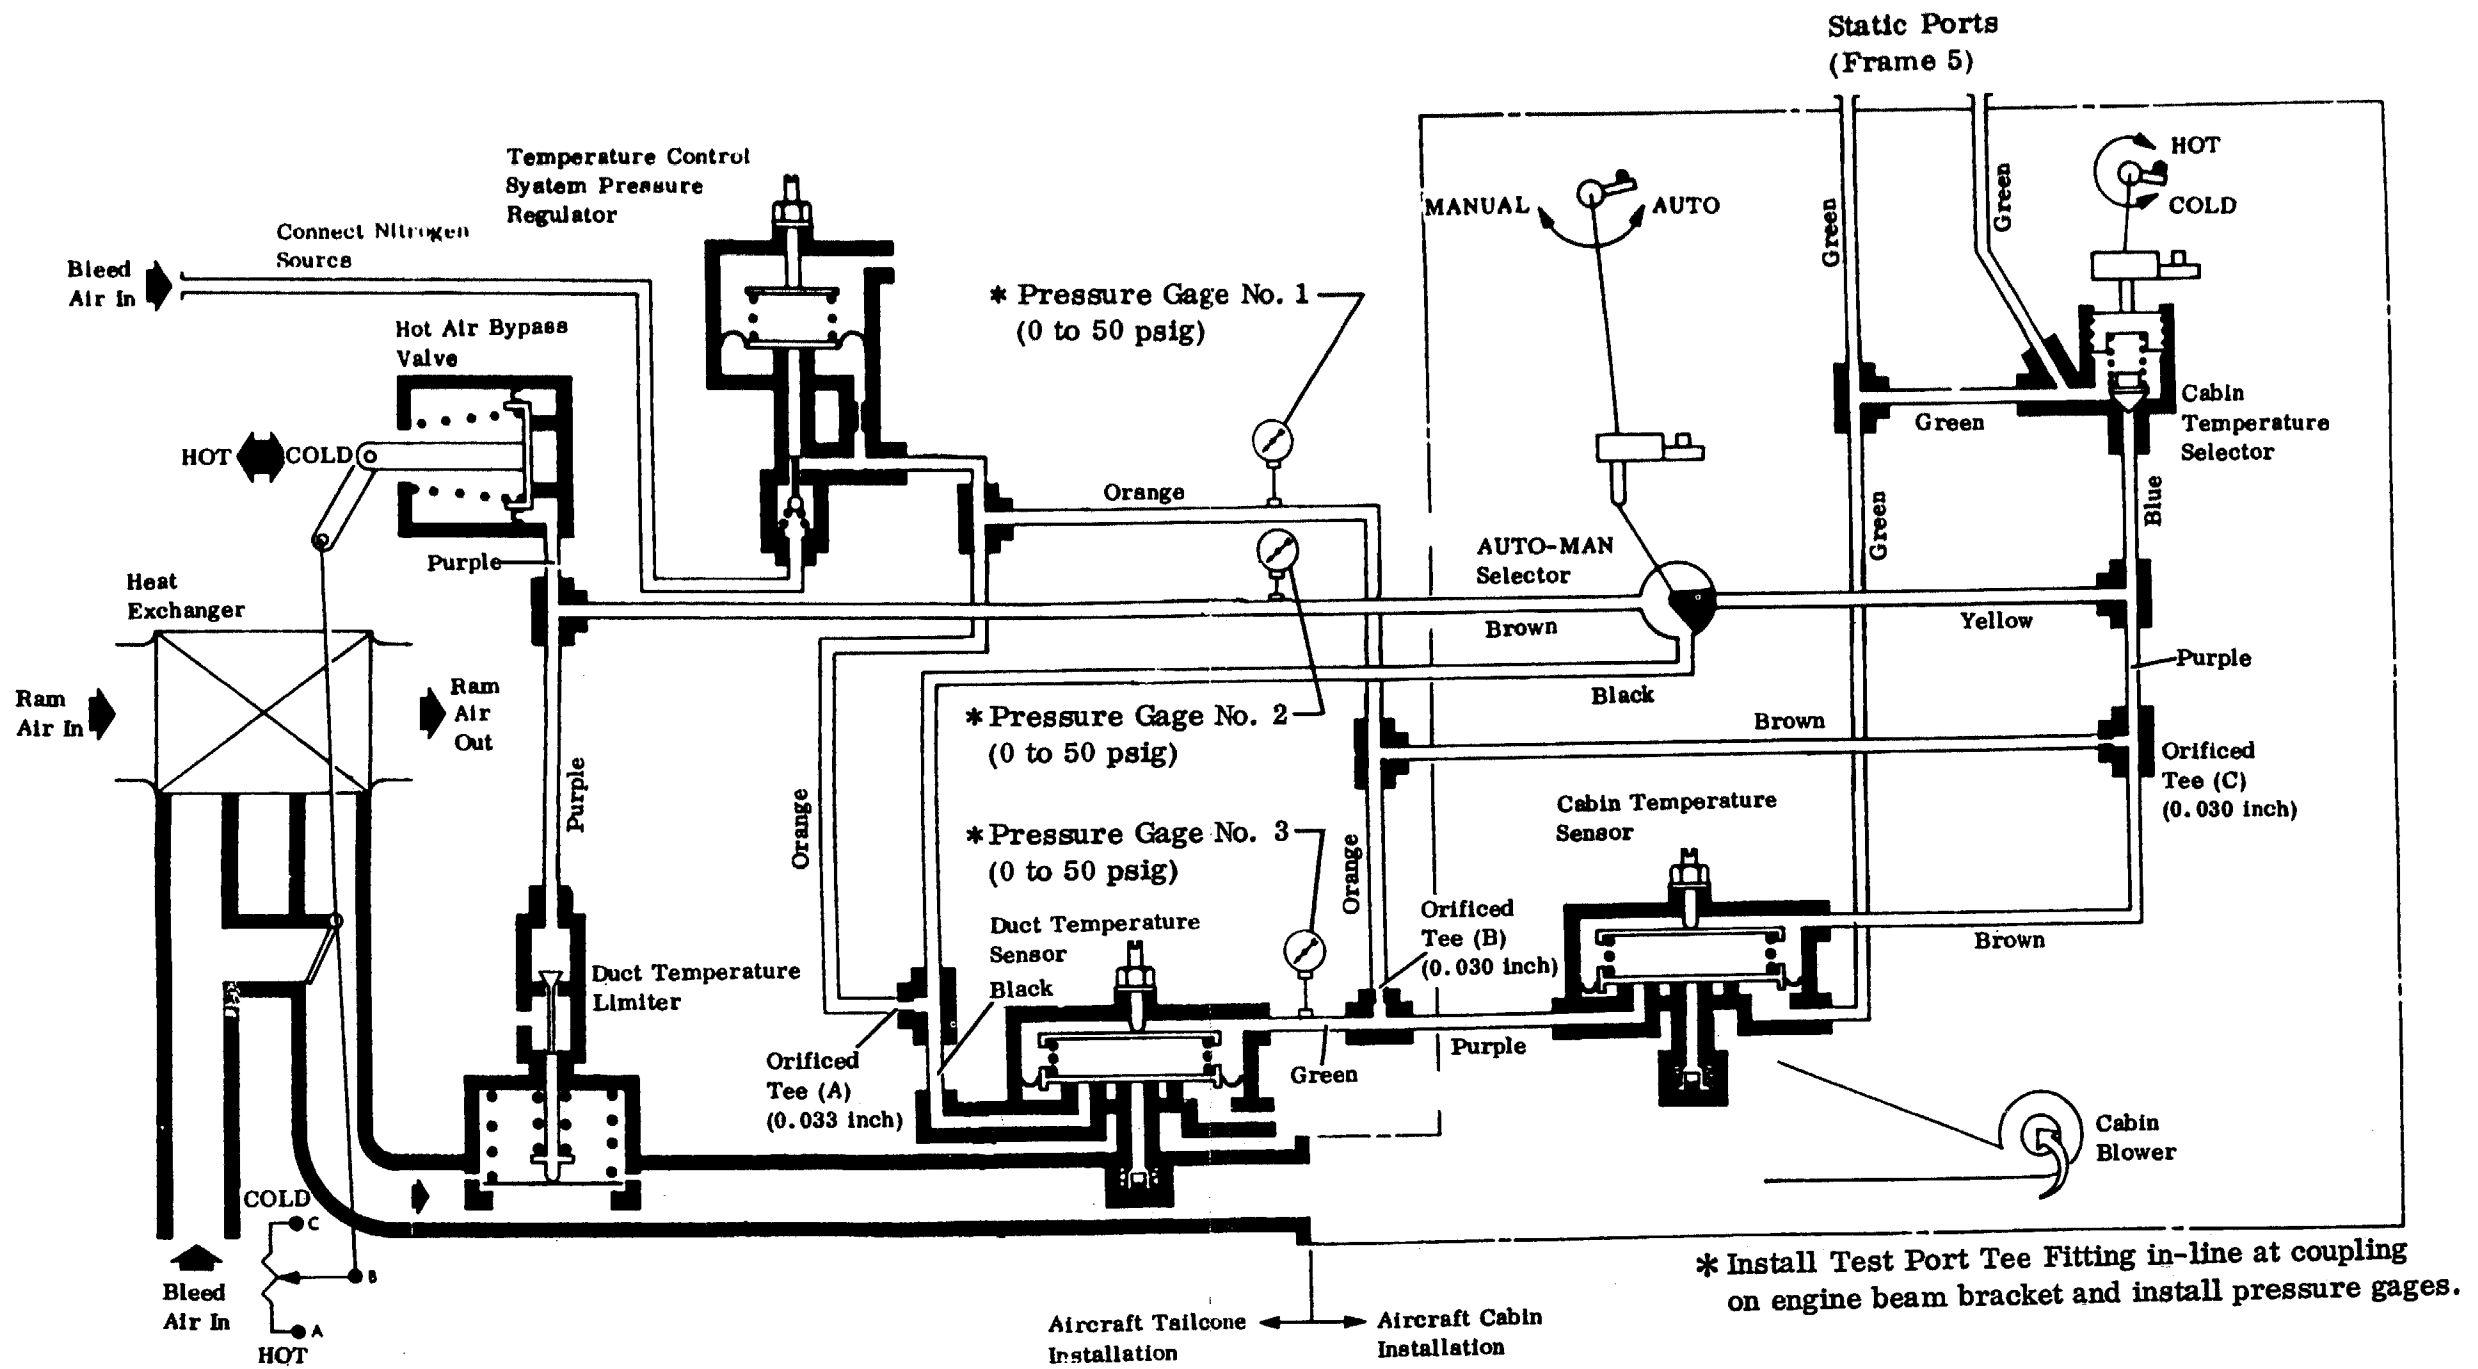 Static Ports
(Frame 5)
Temperature Control
System Pressure
Regulator
Connect Nitrogen
Source
Bleed
Air In
Hot Air Bypass
Valve
HOT
COLD
Purple
Heat
Exchanger
Ram
Air In
Ram
Air
Out
Purple
Duct Temperature
Limiter
COLD
C
B
A
HOT
Bleed
Air In
* Pressure Gage No. 1
(0 to 50 psig)
Orange
* Pressure Gage No. 2
(0 to 50 psig)
* Pressure Gage No. 3
(0 to 50 psig)
Orange
Duct Temperature
Sensor
Black
Orificed
Tee (A)
(0.033 inch)
Green
Orange
Orificed
Tee (B)
(0.030 inch)
Purple
MANUAL
AUTO
AUTO-MAN
Selector
Brown
Black
Brown
Green
Green
HOT
COLD
Green
Green
Cabin
Temperature
Selector
Blue
Yellow
Purple
Orificed
Tee (C)
(0.030 inch)
Cabin Temperature
Sensor
Brown
Cabin
Blower
* Install Test Port Tee Fitting in-line at coupling
on engine beam bracket and install pressure gages.
Aircraft Tailcone
Installation
Aircraft Cabin
Installation